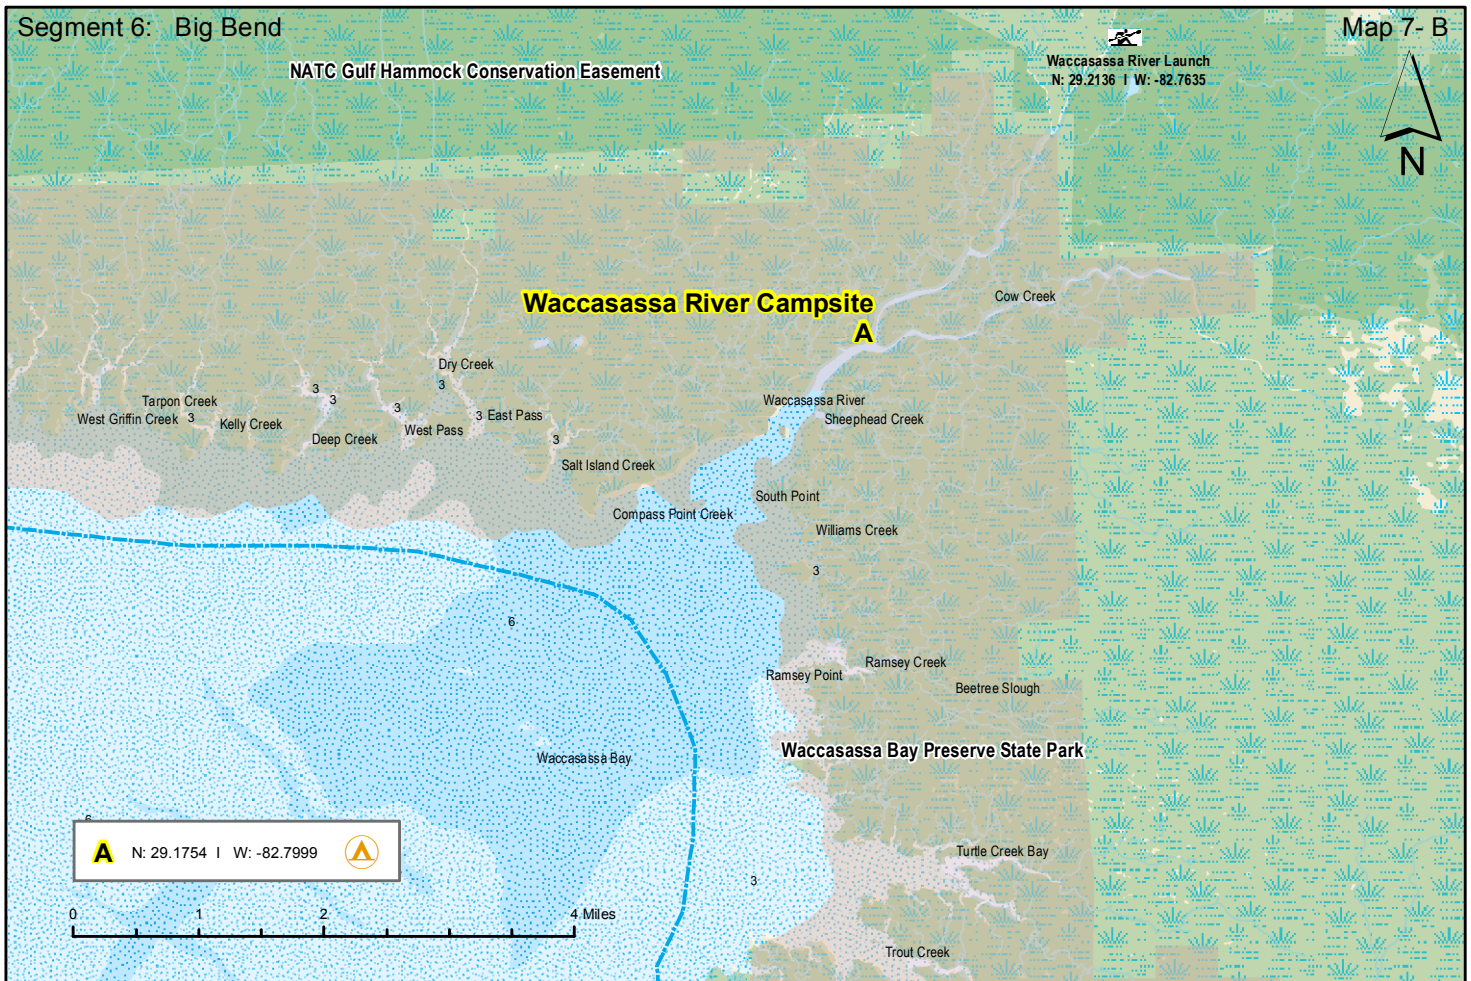 Segment 6: Big Bend
Map 7- B
NATC Gulf Hammock Conservation Easement
Waccasassa River Launch
N: 29.2136 I W: -82.7635
N
Waccasassa River Campsite
A
Cow Creek
Dry Creek
3
3
3
3
3
3
3
Tarpon Creek
West Griffin Creek
Kelly Creek
Deep Creek
West Pass
East Pass
Salt Island Creek
Waccasassa River
Sheephead Creek
South Point
Compass Point Creek
Williams Creek
3
6
Ramsey Creek
Ramsey Point
Beetree Slough
Waccasassa Bay Preserve State Park
Waccasassa Bay
6
A N: 29.1754 I W: -82.7999
Turtle Creek Bay
3
0 1 2 4 Miles
Trout Creek